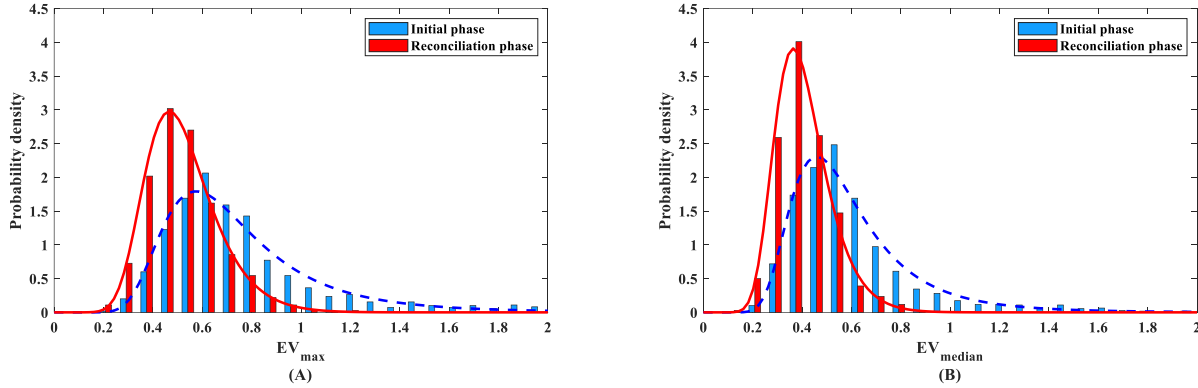 4.5
4
3.5
3
2.5
2
1.5
1
0.5
0
Probability density
Initial phase
Reconciliation phase
0 0.2 0.4 0.6 0.8 1 1.2 1.4 1.6 1.8 2
EVmax
(A)
4.5
4
3.5
3
2.5
2
1.5
1
0.5
0
Probability density
Initial phase
Reconciliation phase
0 0.2 0.4 0.6 0.8 1 1.2 1.4 1.6 1.8 2
EVmedian
(B)